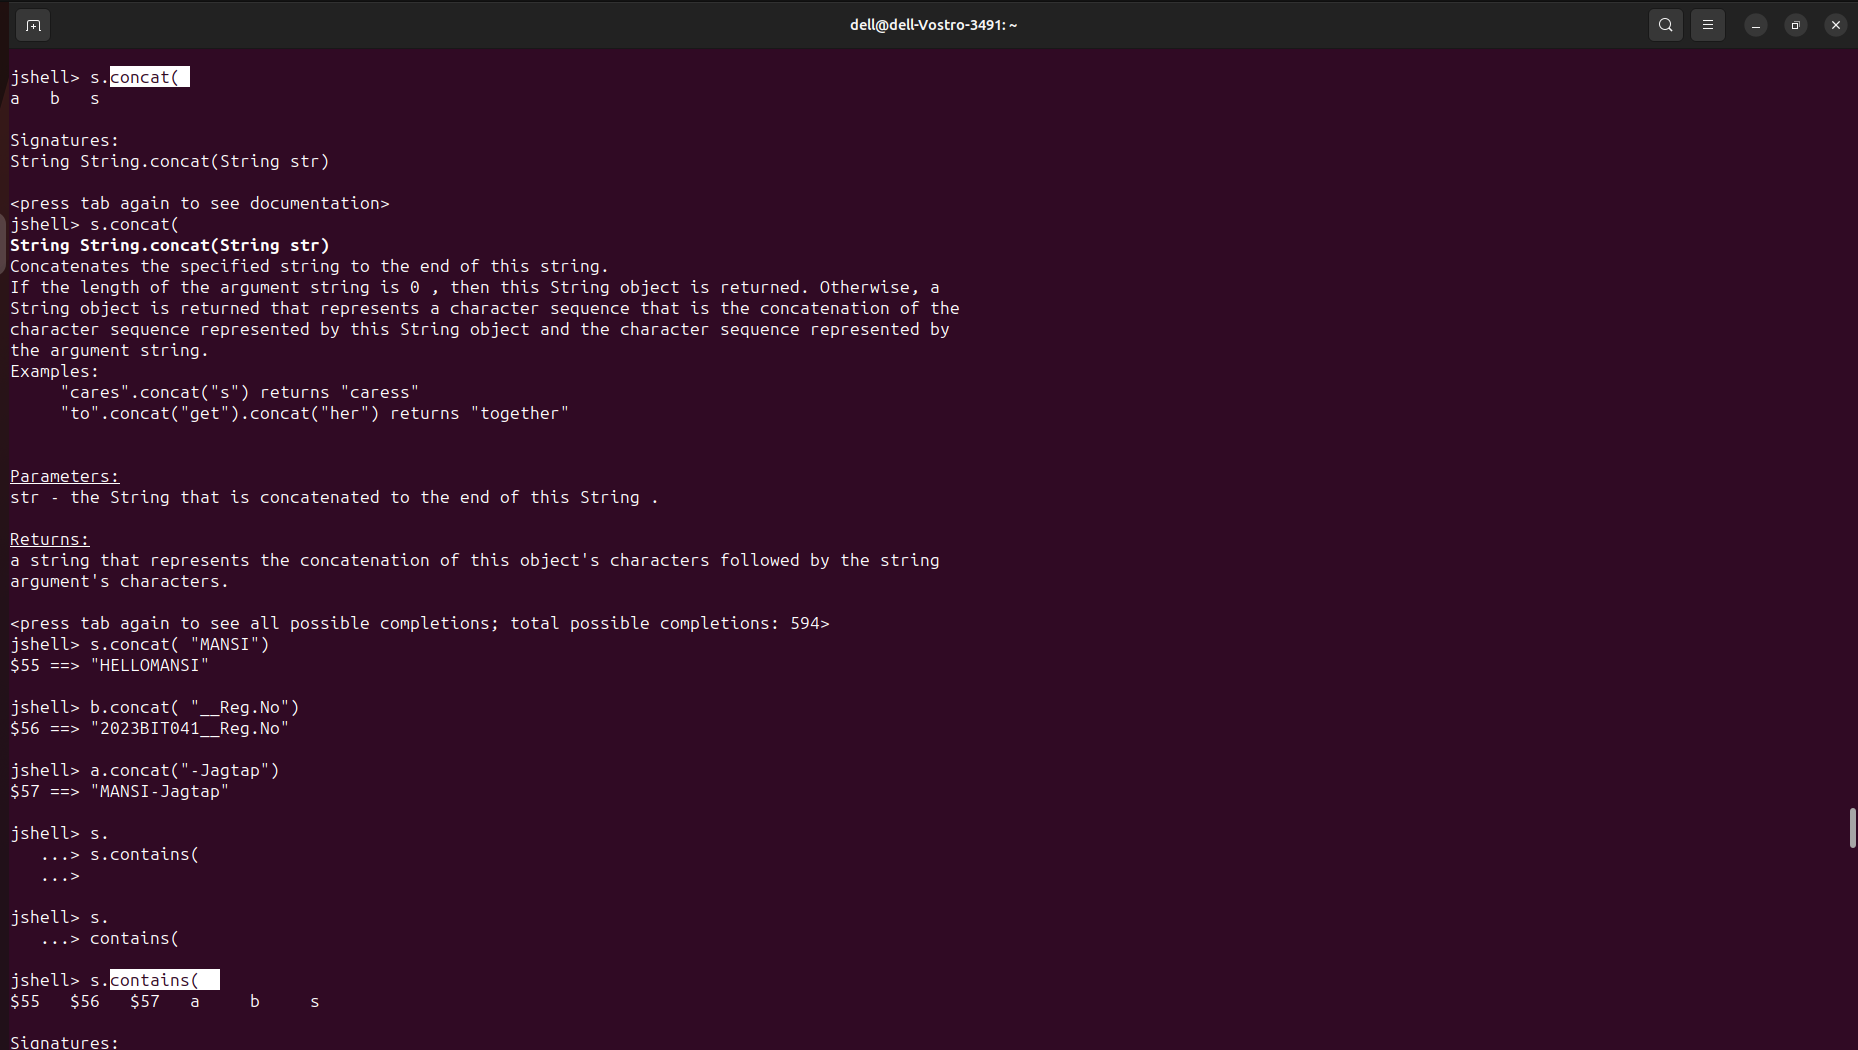 dell@dell-Vostro-3491: ~
jshell> s.concat(
a   b   s
Signatures:
String String.concat(String str)
<press tab again to see documentation>
jshell> s.concat(
String String.concat(String str)
Concatenates the specified string to the end of this string.
If the length of the argument string is 0 , then this String object is returned. Otherwise, a
String object is returned that represents a character sequence that is the concatenation of the
character sequence represented by this String object and the character sequence represented by
the argument string.
Examples:
     "cares".concat("s") returns "caress"
     "to".concat("get").concat("her") returns "together"
Parameters:
str - the String that is concatenated to the end of this String .
Returns:
a string that represents the concatenation of this object's characters followed by the string
argument's characters.
<press tab again to see all possible completions; total possible completions: 594>
jshell> s.concat( "MANSI")
$55 ==> "HELLOMANSI"
jshell> b.concat( "__Reg.No")
$56 ==> "2023BIT041__Reg.No"
jshell> a.concat("-Jagtap")
$57 ==> "MANSI-Jagtap"
jshell> s.
   ...> s.contains(
   ...>
jshell> s.
   ...> contains(
jshell> s.contains(
$55   $56   $57   a     b     s
Signatures: